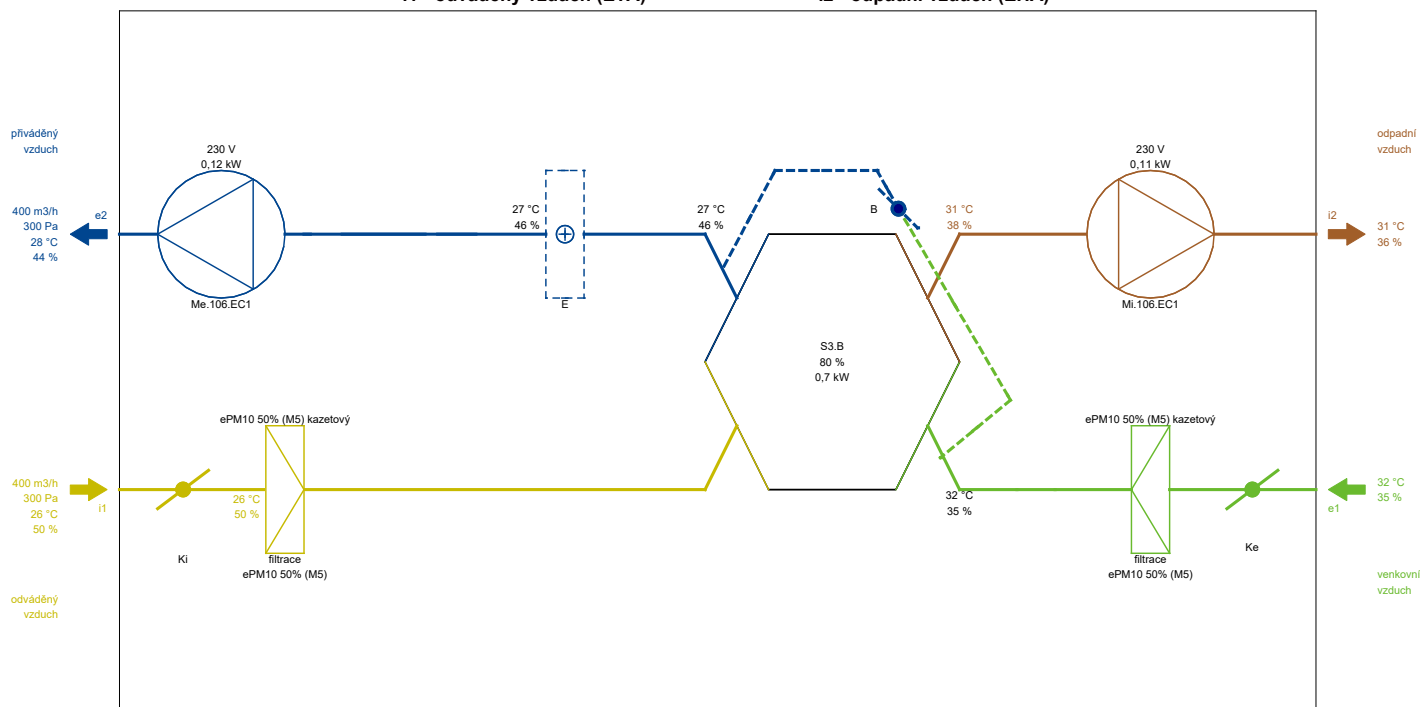 přiváděný
vzduch
400 m3/h
300 Pa
28 °C
44 %
e2
230 V
0,12 kW
Me.106.EC1
27 °C
46 %
E
27 °C
46 %
B
31 °C
38 %
230 V
0,11 kW
Mi.106.EC1
odpadní
vzduch
i2
31 °C
36 %
S3.B
80 %
0,7 kW
400 m3/h
300 Pa
26 °C
50 %
i1
Ki
26 °C
50 %
ePM10 50% (M5) kazetový
filtrace
ePM10 50% (M5)
odváděný
vzduch
32 °C
35 %
ePM10 50% (M5) kazetový
filtrace
ePM10 50% (M5)
Ke
e1
32 °C
35 %
venkovní
vzduch